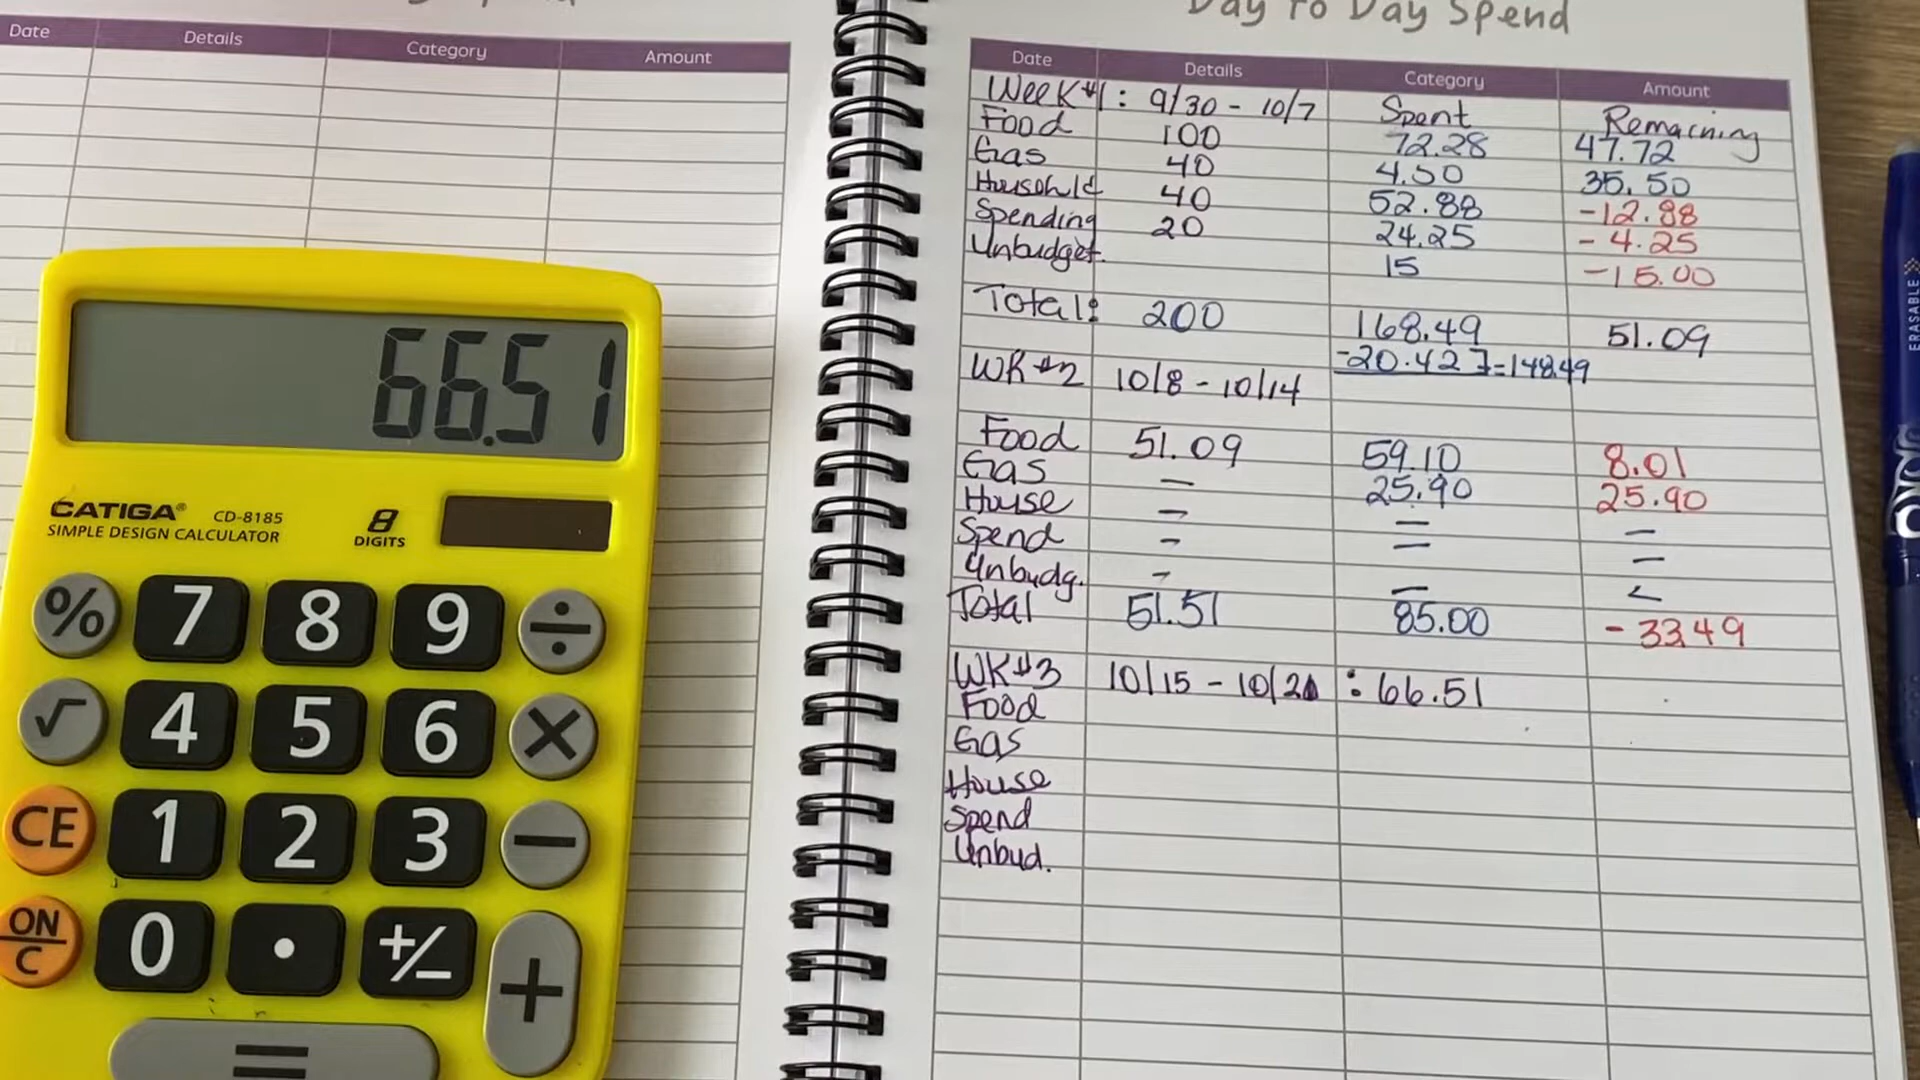 Date Details Category Amount
66.51
CATIGA® CD-8185
SIMPLE DESIGN CALCULATOR
8
DIGITS
% 7 8 9 ÷
√ 4 5 6 ×
CE 1 2 3 −
ON/C 0 . +/− +
=
Day To Day Spend
Date Details Category Amount
Week #1: 9/30 - 10/7 Spent Remaining
Food 100 72.28 47.72
Gas 40 4.50 35.50
Household 40 52.88 -12.88
Spending 20 24.25 -4.25
Unbudget. 15 -15.00
Total: 200 168.49 51.09
-20.42 }=148.49
WK #2 10/8 - 10/14
Food 51.09 59.10 8.01
Gas — 25.90 25.90
House — — —
Spend - — —
Unbudg. - —
Total 51.51 85.00 -33.49
WK#3 10/15 - 10/21 : 66.51
Food
Gas
House
Spend
Unbud.
ERASABLE